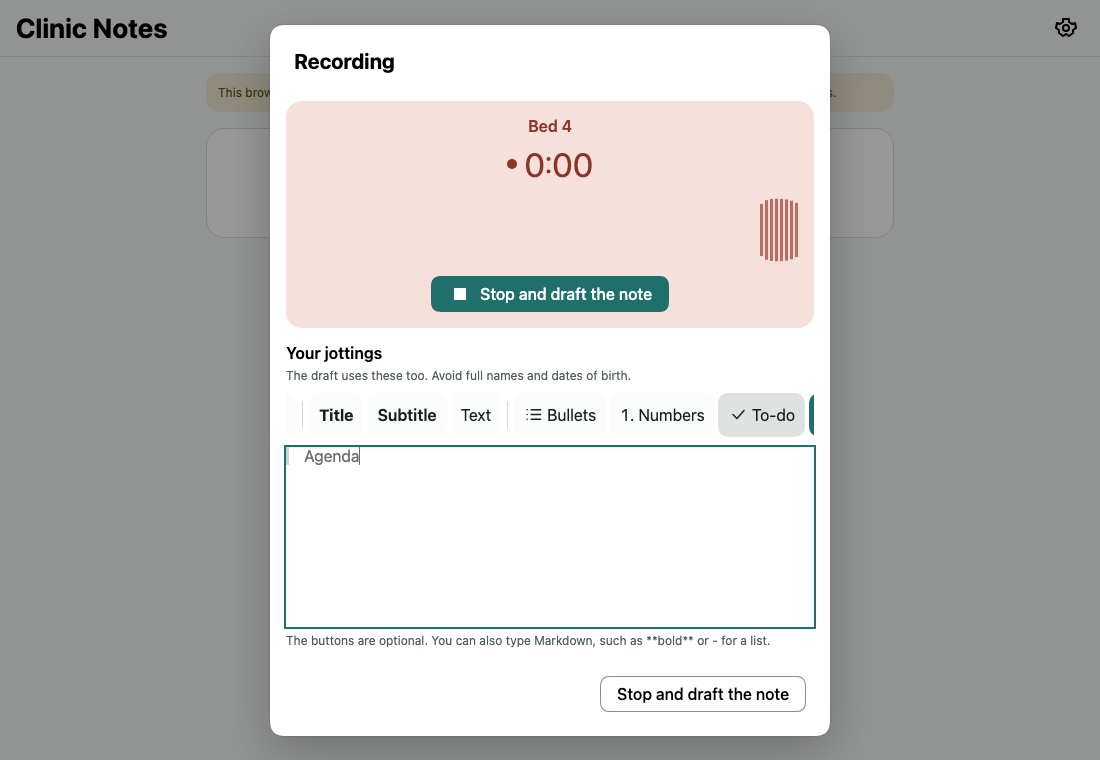 Clinic Notes
This brow
s.
Recording
Bed 4
0:00
Stop and draft the note
Your jottings
The draft uses these too. Avoid full names and dates of birth.
Title Subtitle Text Bullets 1. Numbers To-do
Agenda
The buttons are optional. You can also type Markdown, such as **bold** or - for a list.
Stop and draft the note